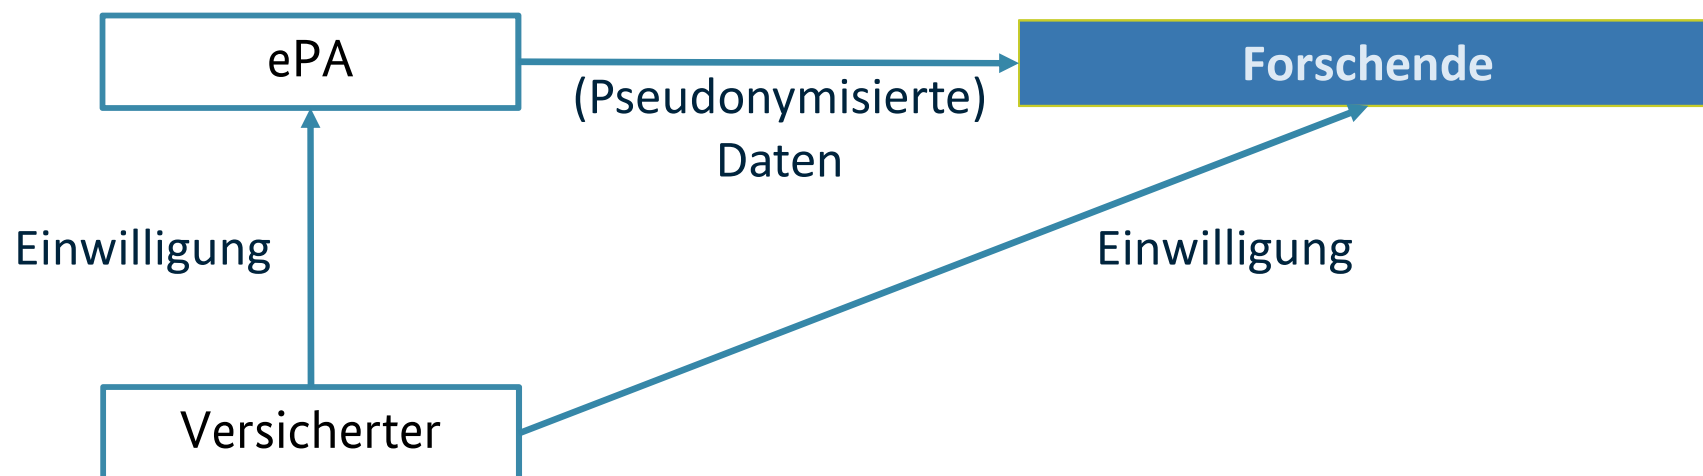 ePA
Forschende
(Pseudonymisierte)
Daten
Einwilligung
Einwilligung
Versicherter